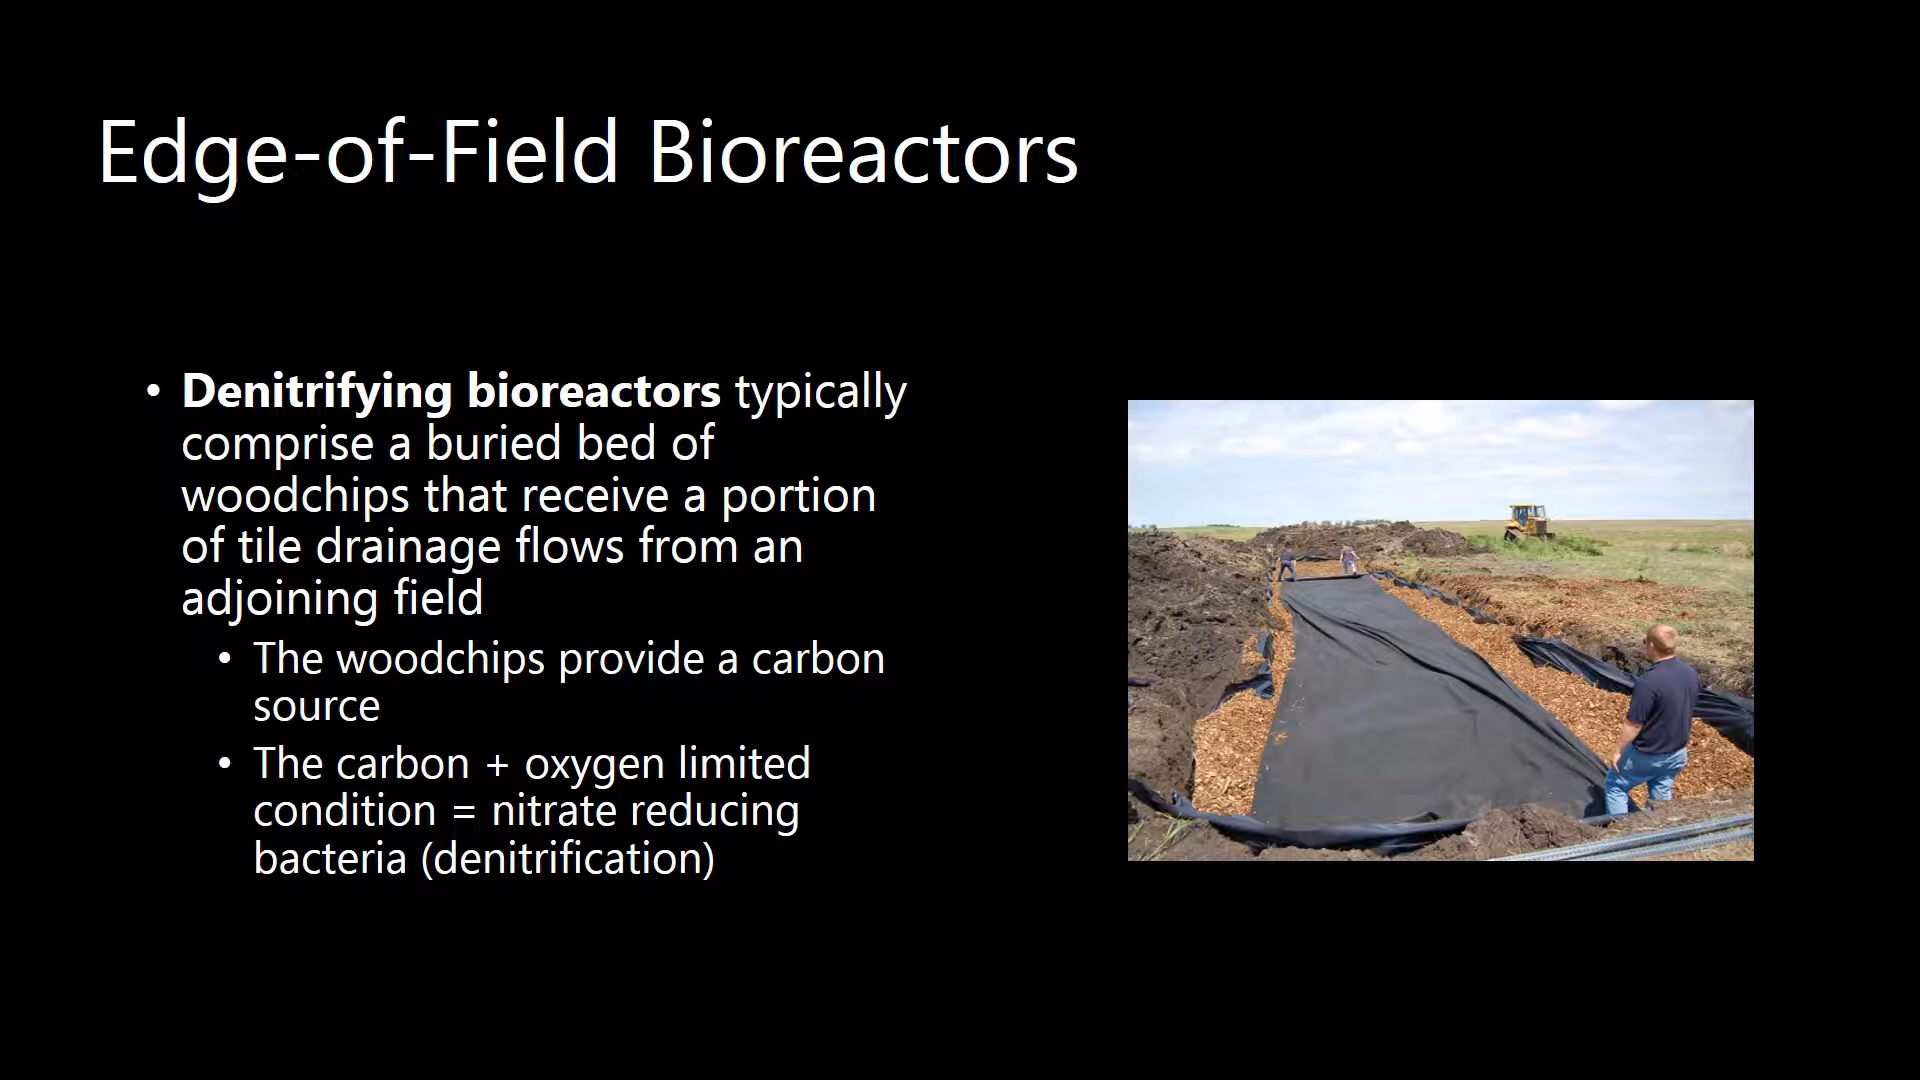 Edge-of-Field Bioreactors
• Denitrifying bioreactors typically
comprise a buried bed of
woodchips that receive a portion
of tile drainage flows from an
adjoining field
• The woodchips provide a carbon
source
• The carbon + oxygen limited
condition = nitrate reducing
bacteria (denitrification)